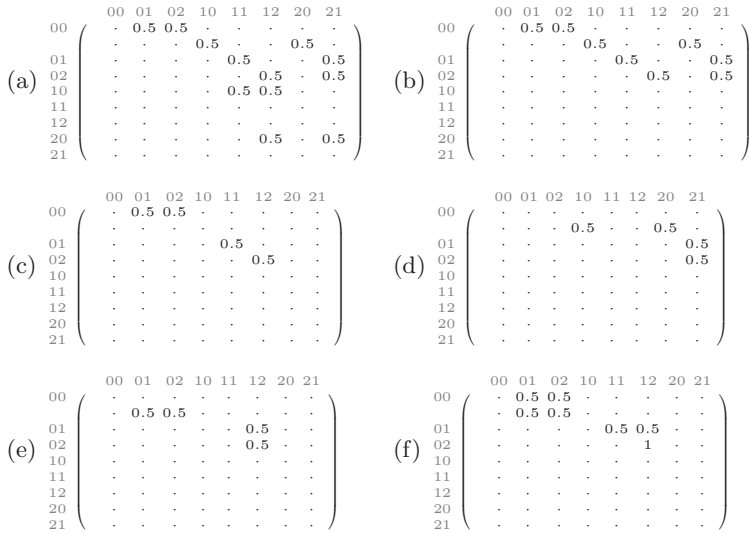 00 01 02 10 11 12 20 21
00 · 0.5 0.5 · · · · ·
· · · 0.5 · · 0.5 ·
01 · · · · 0.5 · · 0.5
(a) 02 · · · · · 0.5 · 0.5
10 · · · · 0.5 0.5 · ·
11 · · · · · · · ·
12 · · · · · · · ·
20 · · · · · 0.5 · 0.5
21 · · · · · · · ·
00 01 02 10 11 12 20 21
00 · 0.5 0.5 · · · · ·
· · · 0.5 · · 0.5 ·
01 · · · · 0.5 · · 0.5
(b) 02 · · · · · 0.5 · 0.5
10 · · · · · · · ·
11 · · · · · · · ·
12 · · · · · · · ·
20 · · · · · · · ·
21 · · · · · · · ·
00 01 02 10 11 12 20 21
00 · 0.5 0.5 · · · · ·
· · · · · · · ·
01 · · · · 0.5 · · ·
(c) 02 · · · · · 0.5 · ·
10 · · · · · · · ·
11 · · · · · · · ·
12 · · · · · · · ·
20 · · · · · · · ·
21 · · · · · · · ·
00 01 02 10 11 12 20 21
00 · · · · · · · ·
· · · 0.5 · · 0.5 ·
01 · · · · · · · 0.5
(d) 02 · · · · · · · 0.5
10 · · · · · · · ·
11 · · · · · · · ·
12 · · · · · · · ·
20 · · · · · · · ·
21 · · · · · · · ·
00 01 02 10 11 12 20 21
00 · · · · · · · ·
· 0.5 0.5 · · · · ·
01 · · · · · 0.5 · ·
(e) 02 · · · · · 0.5 · ·
10 · · · · · · · ·
11 · · · · · · · ·
12 · · · · · · · ·
20 · · · · · · · ·
21 · · · · · · · ·
00 01 02 10 11 12 20 21
00 · 0.5 0.5 · · · · ·
· 0.5 0.5 · · · · ·
01 · · · · 0.5 0.5 · ·
(f) 02 · · · · · 1 · ·
10 · · · · · · · ·
11 · · · · · · · ·
12 · · · · · · · ·
20 · · · · · · · ·
21 · · · · · · · ·